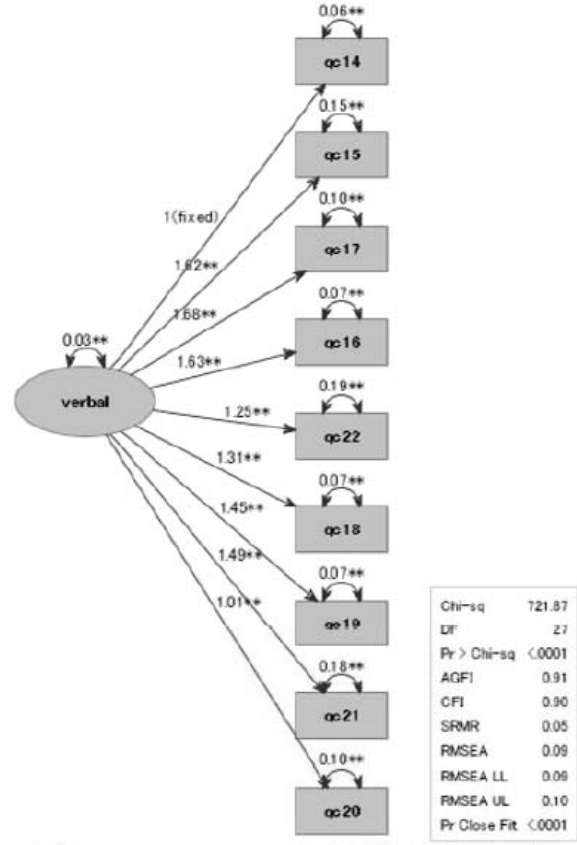 0.06**
qc14
0.15**
qc15
1(fixed)
0.10**
qc17
1.62**
0.07**
1.68**
qc16
0.03**
1.63**
verbal
0.19**
1.25**
qc22
1.31**
0.07**
qc18
1.45**
0.07**
1.49**
qc19
1.01**
0.18**
qc21
0.10**
qc20
Chi-sq 721.87
DF 27
Pr > Chi-sq <.0001
AGFI 0.91
CFI 0.90
SRMR 0.05
RMSEA 0.09
RMSEA LL 0.09
RMSEA UL 0.10
Pr Close Fit <.0001